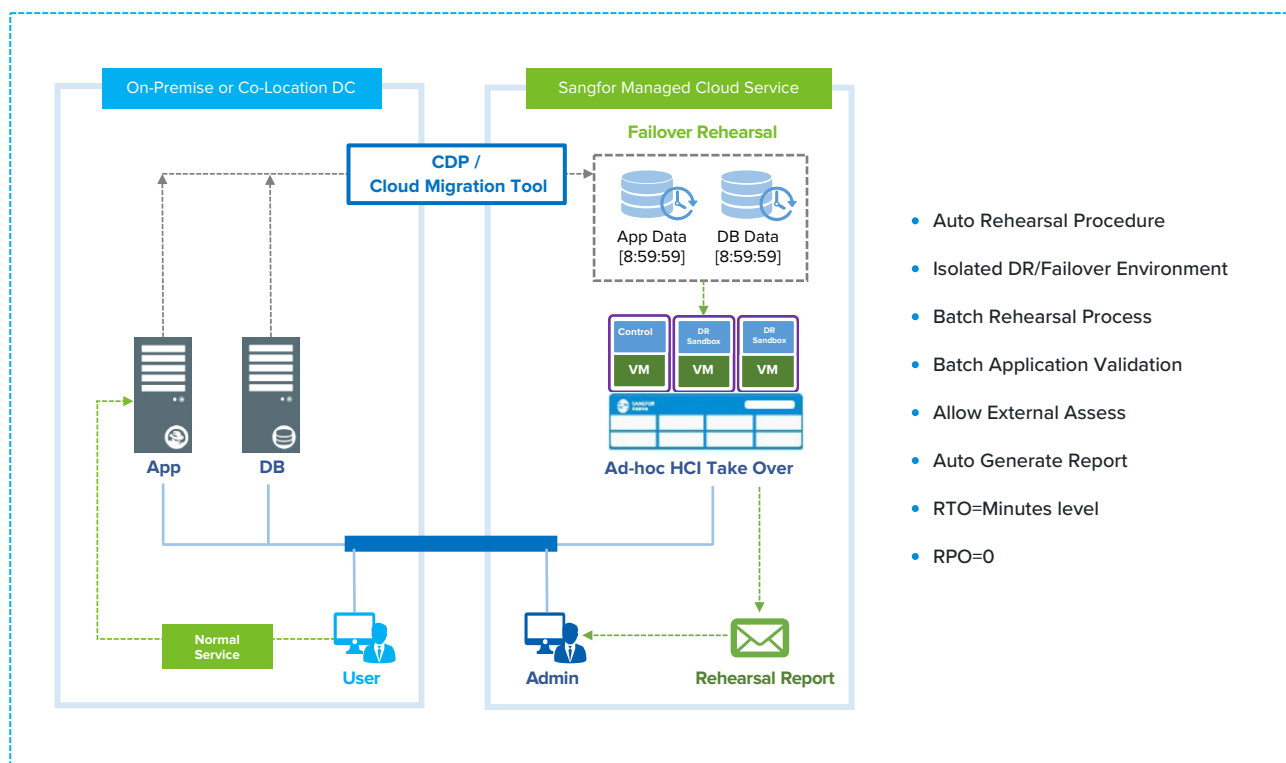 On-Premise or Co-Location DC
Sangfor Managed Cloud Service
Failover Rehearsal
CDP /
Cloud Migration Tool
App Data
[8:59:59]
DB Data
[8:59:59]
Control
VM
DR
Sandbox
VM
DR
Sandbox
VM
SANGFOR
App
DB
Ad-hoc HCI Take Over
Normal
Service
User
Admin
Rehearsal Report
• Auto Rehearsal Procedure
• Isolated DR/Failover Environment
• Batch Rehearsal Process
• Batch Application Validation
• Allow External Assess
• Auto Generate Report
• RTO=Minutes level
• RPO=0